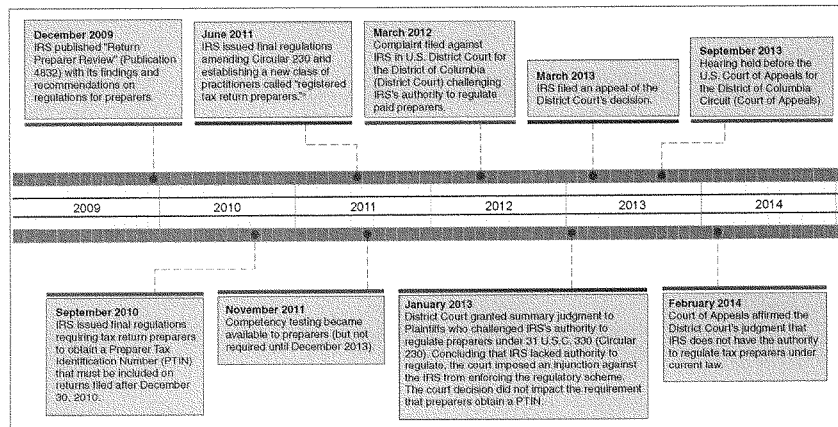 December 2009
IRS published "Return
Preparer Review" (Publication
4832) with its findings and
recommendations on
regulations for preparers.
June 2011
IRS issued final regulations
amending Circular 230 and
establishing a new class of
practitioners called "registered
tax return preparers."
March 2012
Complaint filed against
IRS in U.S. District Court for
the District of Columbia
(District Court) challenging
IRS's authority to regulate
paid preparers.
March 2013
IRS filed an appeal of the
District Court's decision.
September 2013
Hearing held before the
U.S. Court of Appeals for
the District of Columbia
Circuit (Court of Appeals).
2009
2010
2011
2012
2013
2014
September 2010
IRS issued final regulations
requiring tax return preparers
to obtain a Preparer Tax
Identification Number (PTIN)
that must be included on
returns filed after December
30, 2010.
November 2011
Competency testing became
available to preparers (but not
required until December 2013).
January 2013
District Court granted summary judgment to
Plaintiffs who challenged IRS's authority to
regulate preparers under 31 U.S.C. 330 (Circular
230). Concluding that IRS lacked authority to
regulate, the court imposed an injunction against
the IRS from enforcing the regulatory scheme.
The court decision did not impact the requirement
that preparers obtain a PTIN.
February 2014
Court of Appeals affirmed the
District Court's judgment that
IRS does not have the authority
to regulate tax preparers under
current law.